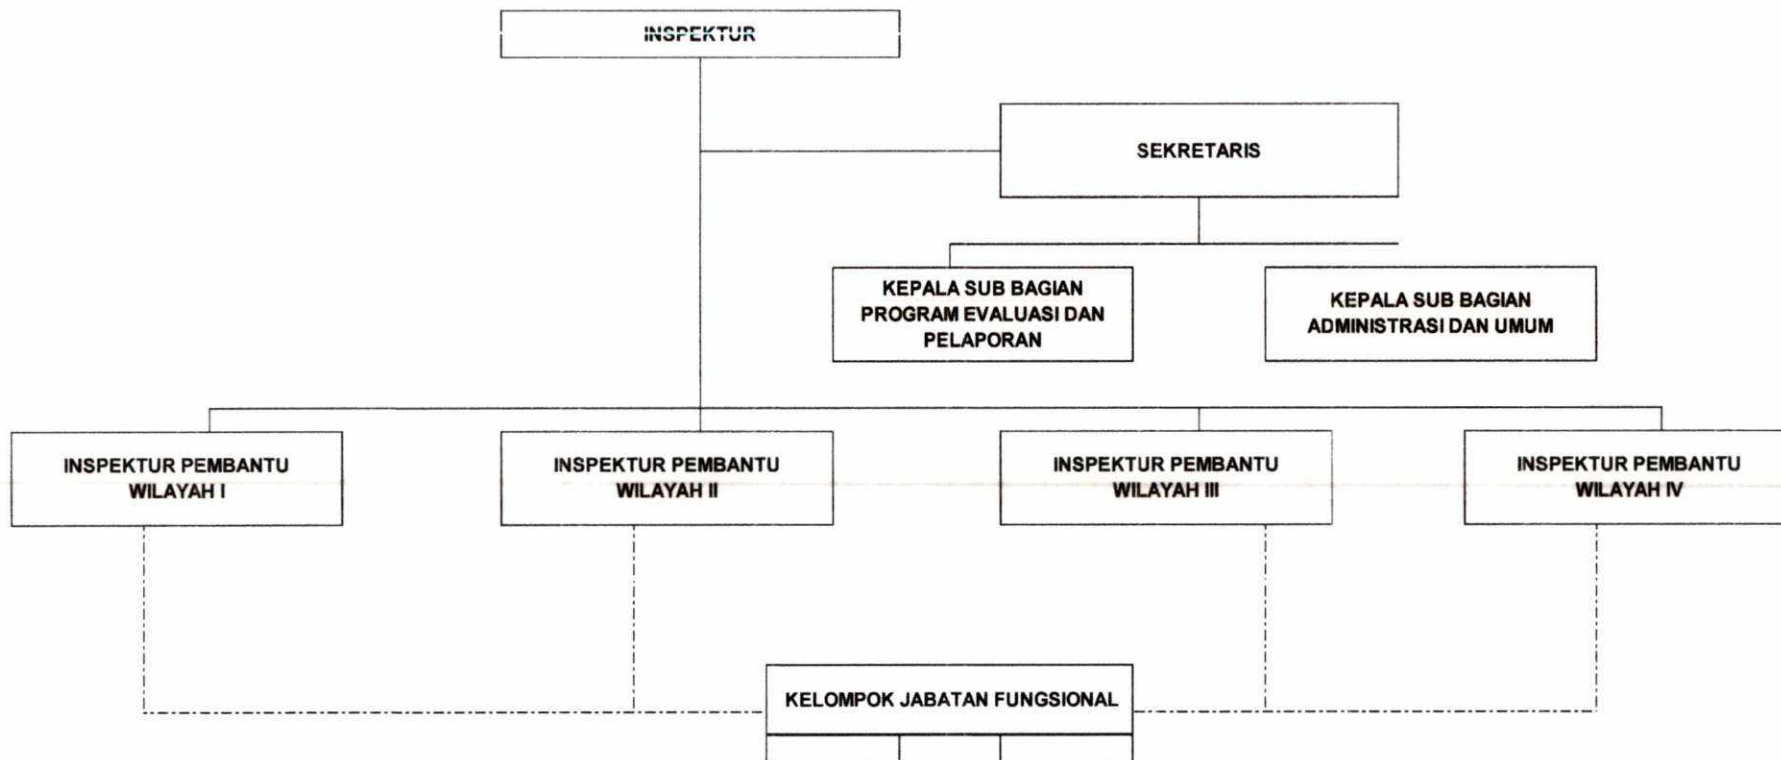 INSPEKTUR
SEKRETARIS
KEPALA SUB BAGIAN
PROGRAM EVALUASI DAN
PELAPORAN
KEPALA SUB BAGIAN
ADMINISTRASI DAN UMUM
INSPEKTUR PEMBANTU
WILAYAH I
INSPEKTUR PEMBANTU
WILAYAH II
INSPEKTUR PEMBANTU
WILAYAH III
INSPEKTUR PEMBANTU
WILAYAH IV
KELOMPOK JABATAN FUNGSIONAL